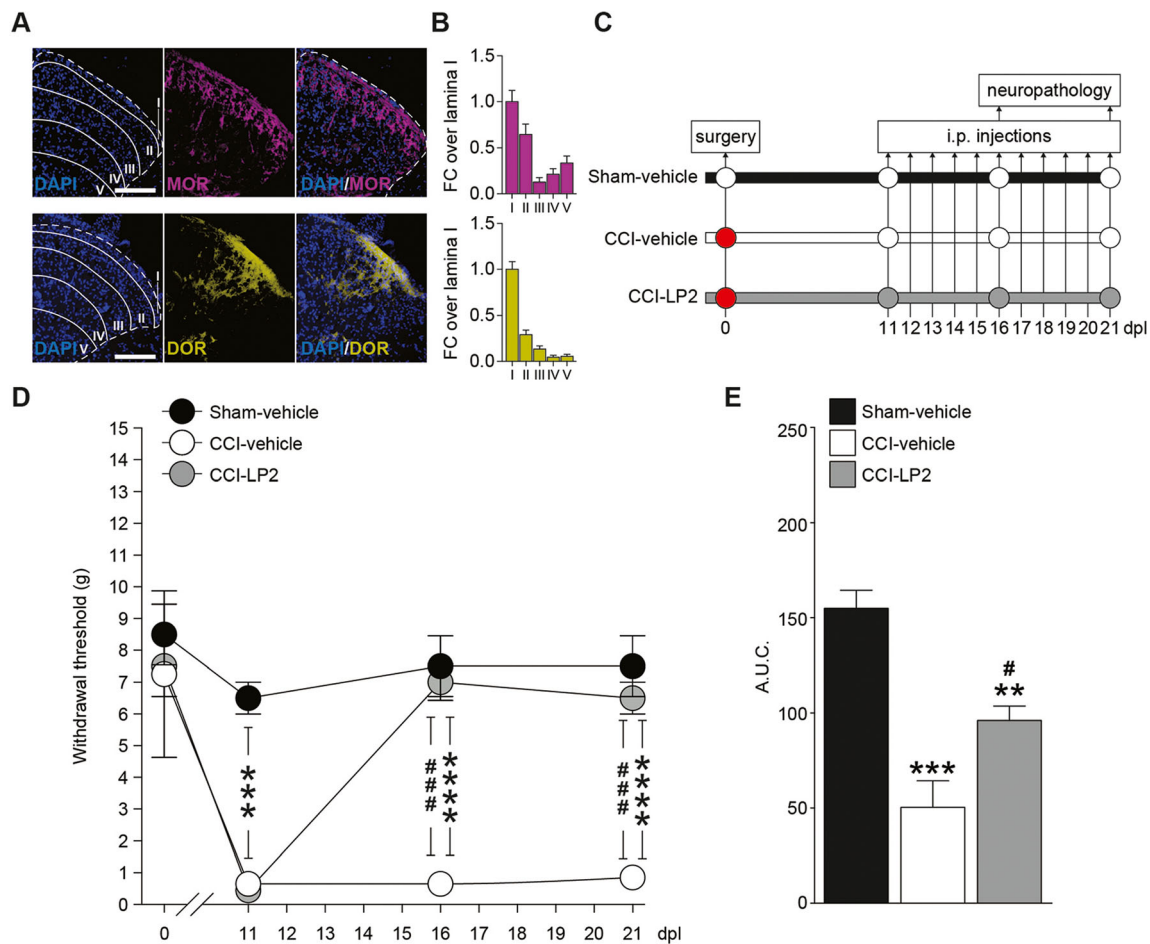 A
I
II
III
IV
V
DAPI
MOR
DAPI/MOR
I
II
III
IV
V
DAPI
DOR
DAPI/DOR
B
FC over lamina I
1.5
1.0
0.5
0.0
I II III IV V
FC over lamina I
1.5
1.0
0.5
0.0
I II III IV V
C
neuropathology
surgery
i.p. injections
Sham-vehicle
CCI-vehicle
CCI-LP2
0 11 12 13 14 15 16 17 18 19 20 21 dpl
D
Sham-vehicle
CCI-vehicle
CCI-LP2
Withdrawal threshold (g)
15
14
13
12
11
10
9
8
7
6
5
4
3
2
1
0
***
###
****
###
****
0 11 12 13 14 15 16 17 18 19 20 21 dpl
E
Sham-vehicle
CCI-vehicle
CCI-LP2
A.U.C.
250
200
150
100
50
0
***
#
**